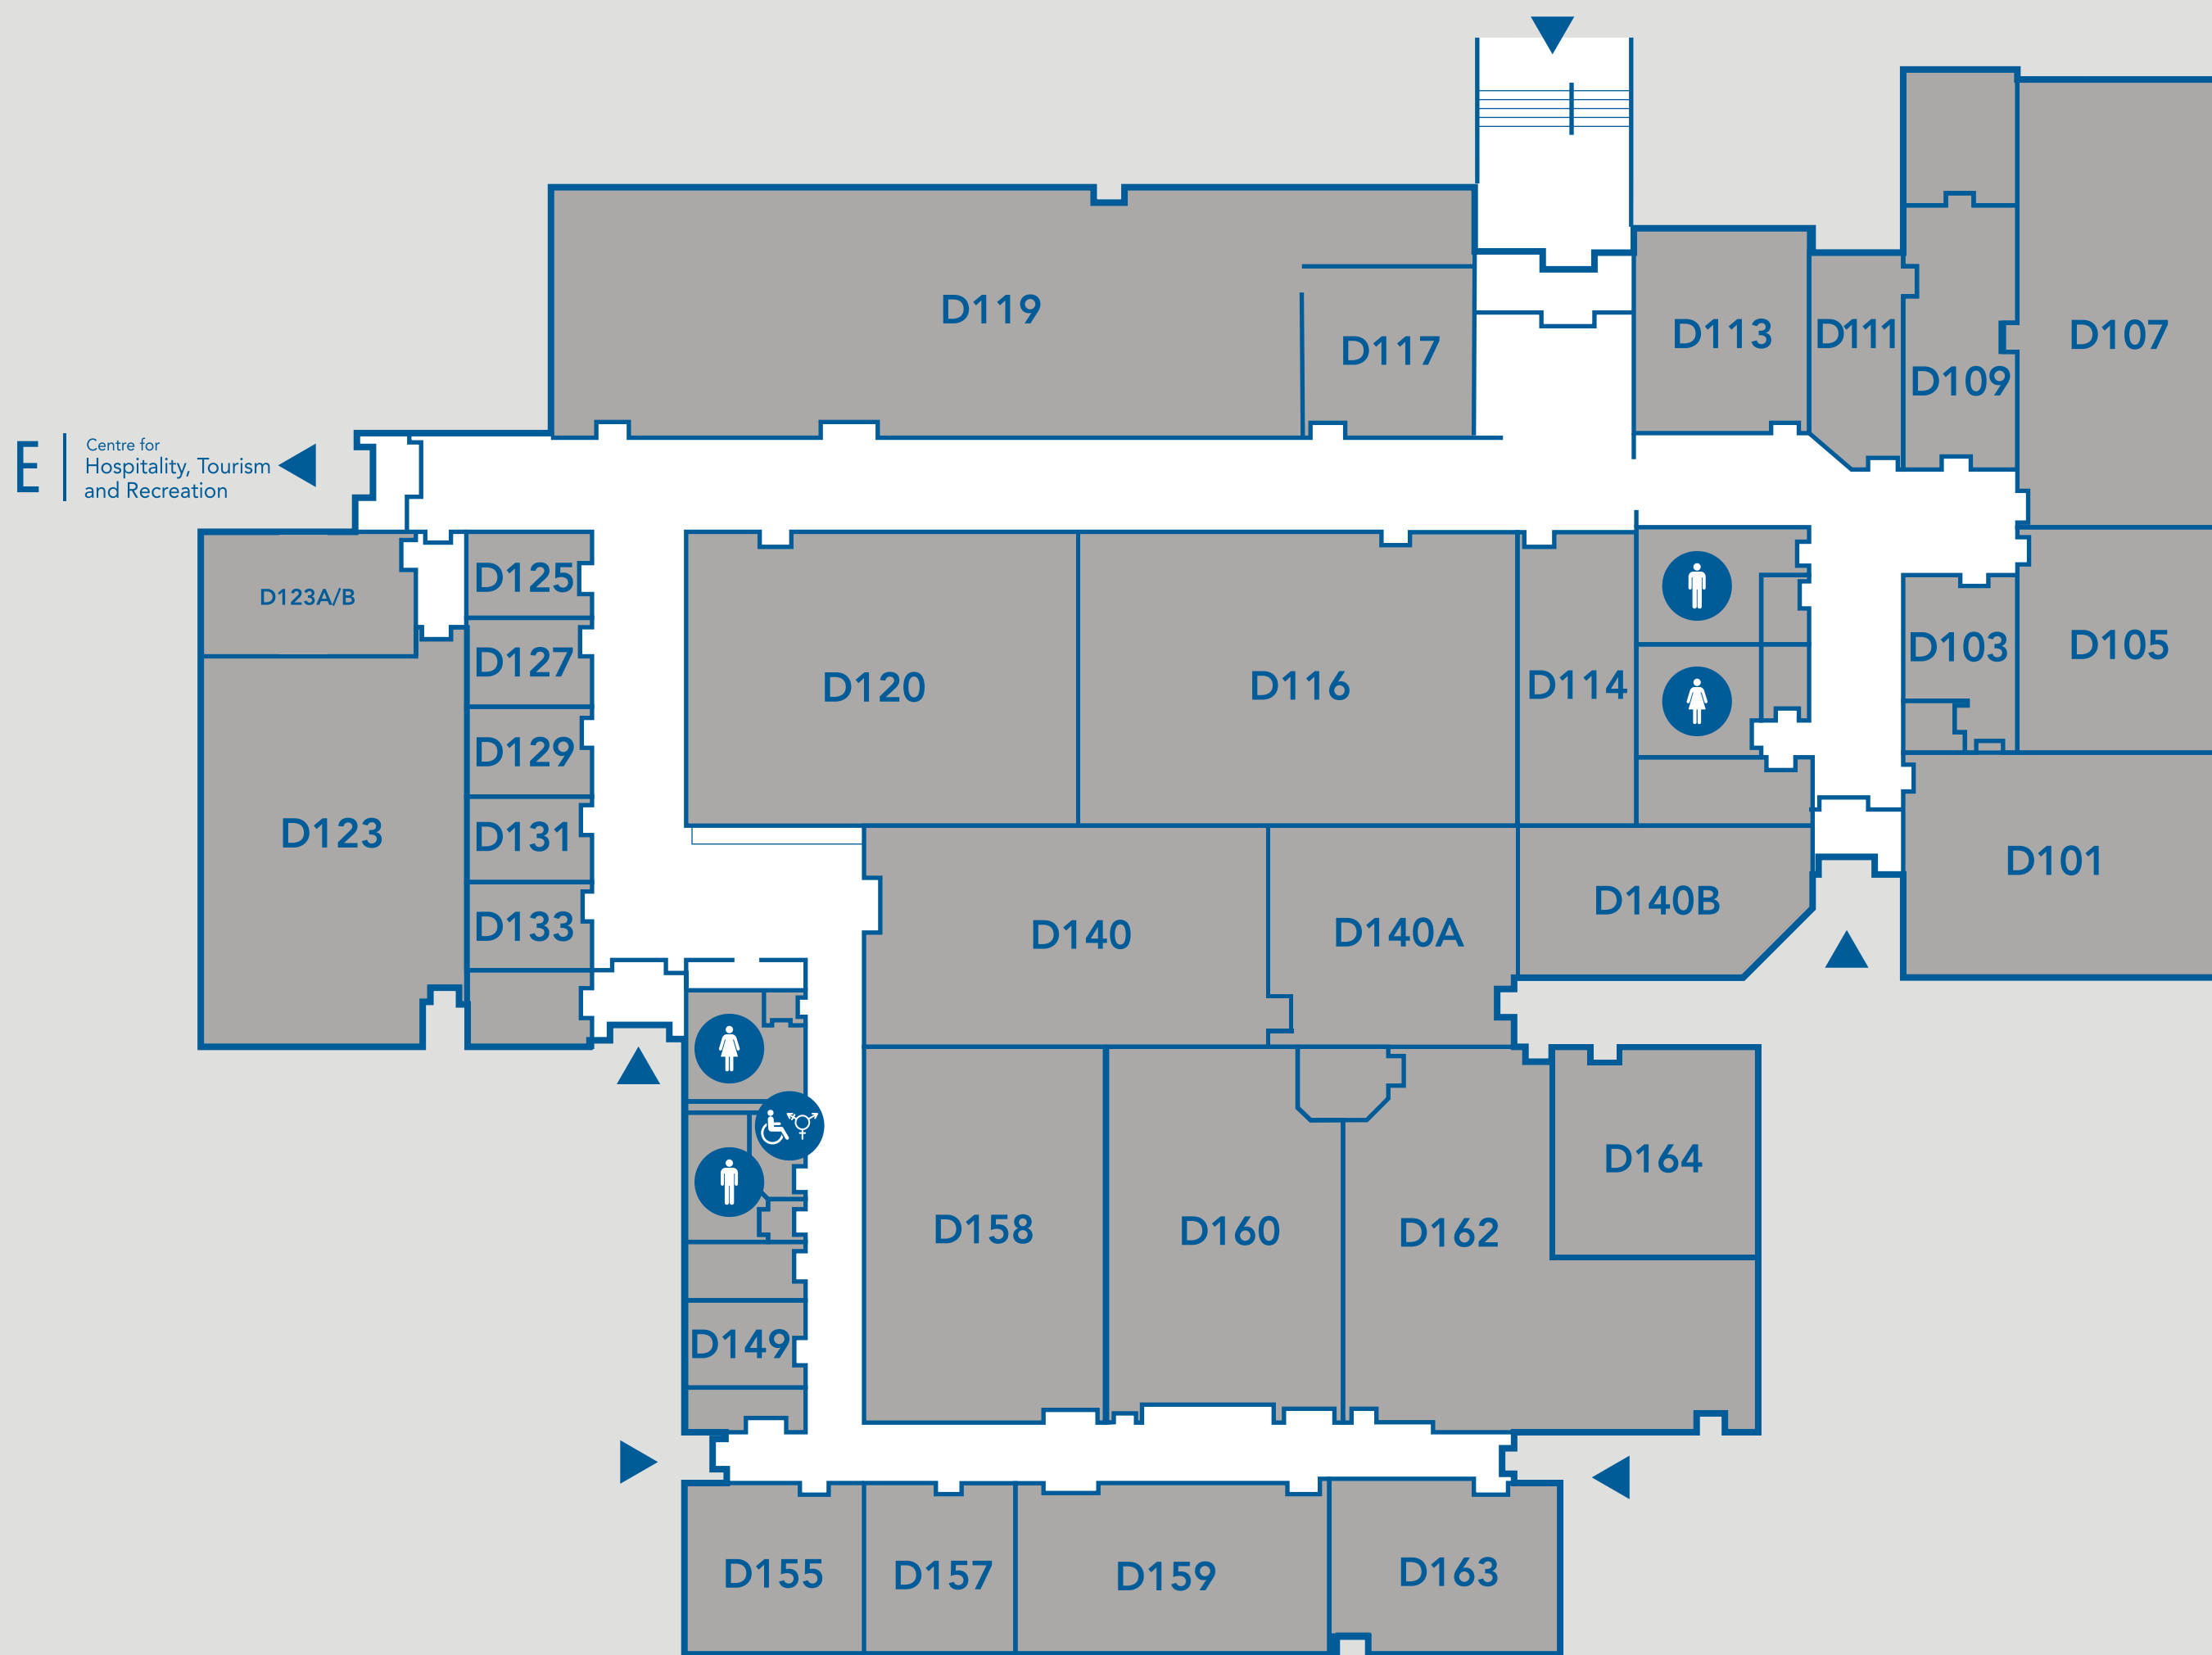 D119
D117
D113
D111
D107
D109
E
Centre for
Hospitality, Tourism
and Recreation
D123A/B
D125
D127
D129
D131
D133
D123
D120
D116
D114
D103
D105
D101
D140
D140A
D140B
D158
D160
D162
D164
D149
D155
D157
D159
D163